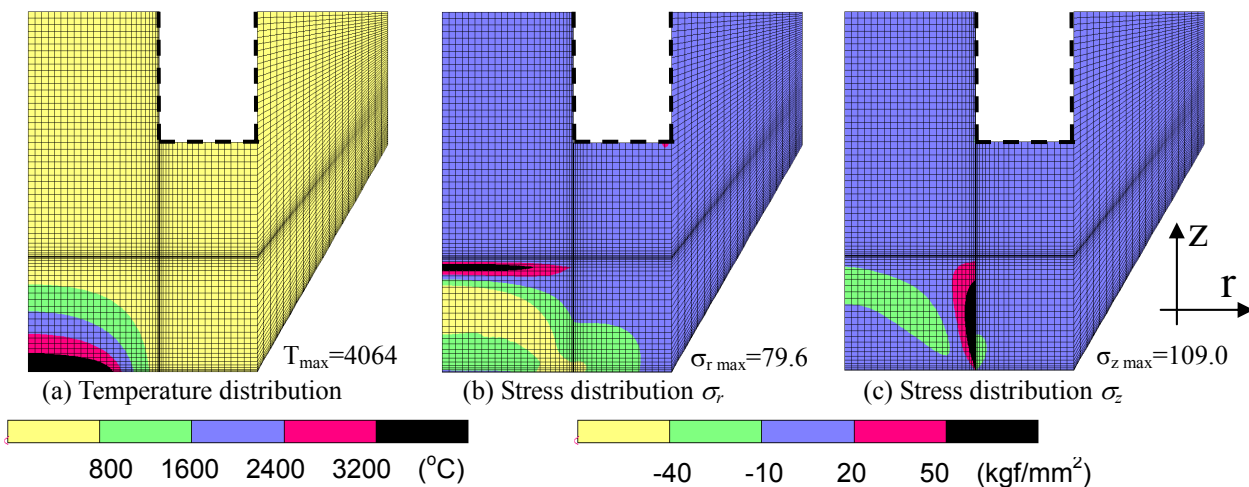 z
r
Tmax=4064
σr max=79.6
σz max=109.0
(a) Temperature distribution
(b) Stress distribution σr
(c) Stress distribution σz
800 1600 2400 3200 (°C)
-40 -10 20 50 (kgf/mm²)